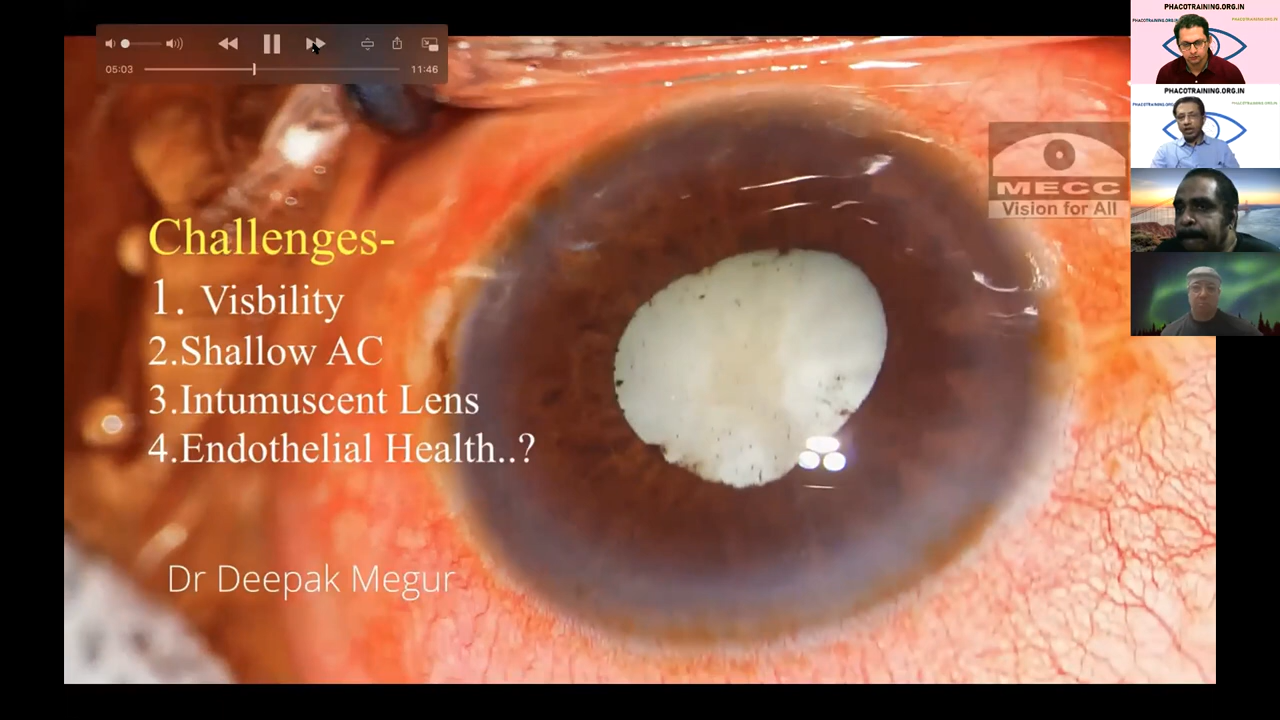 05:03
11:46
Challenges-
1. Visbility
2.Shallow AC
3.Intumuscent Lens
4.Endothelial Health..?
Dr Deepak Megur
MECC
Vision for All
PHACOTRAINING.ORG.IN
PHACOTRAINING.ORG.IN